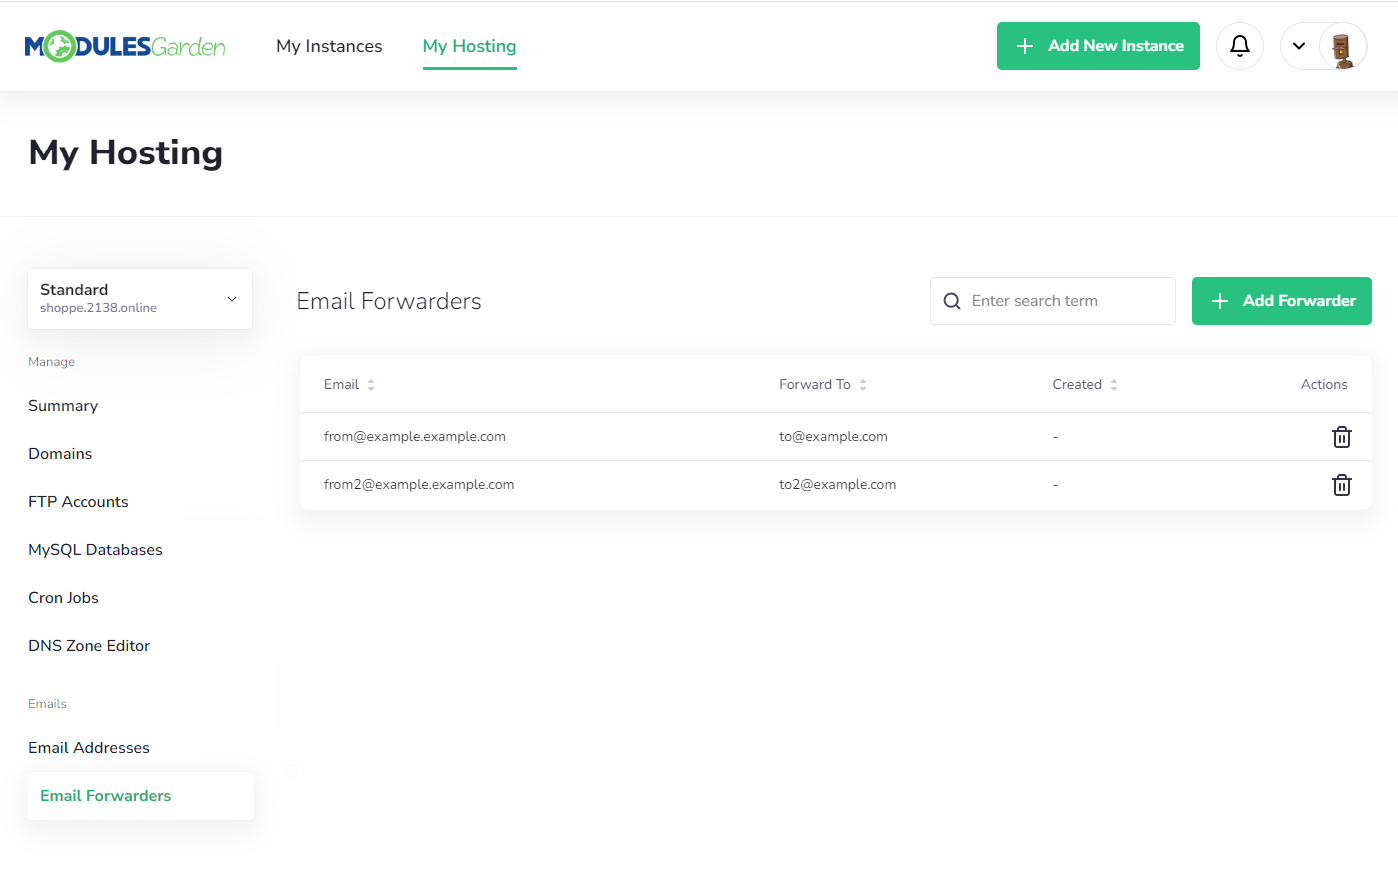 MODULESGarden
My Instances
My Hosting
Add New Instance
My Hosting
Standard
shoppe.2138.online
Manage
Summary
Domains
FTP Accounts
MySQL Databases
Cron Jobs
DNS Zone Editor
Emails
Email Addresses
Email Forwarders
Email Forwarders
Enter search term
Add Forwarder
Email Forward To Created Actions
from@example.example.com to@example.com -
from2@example.example.com to2@example.com -